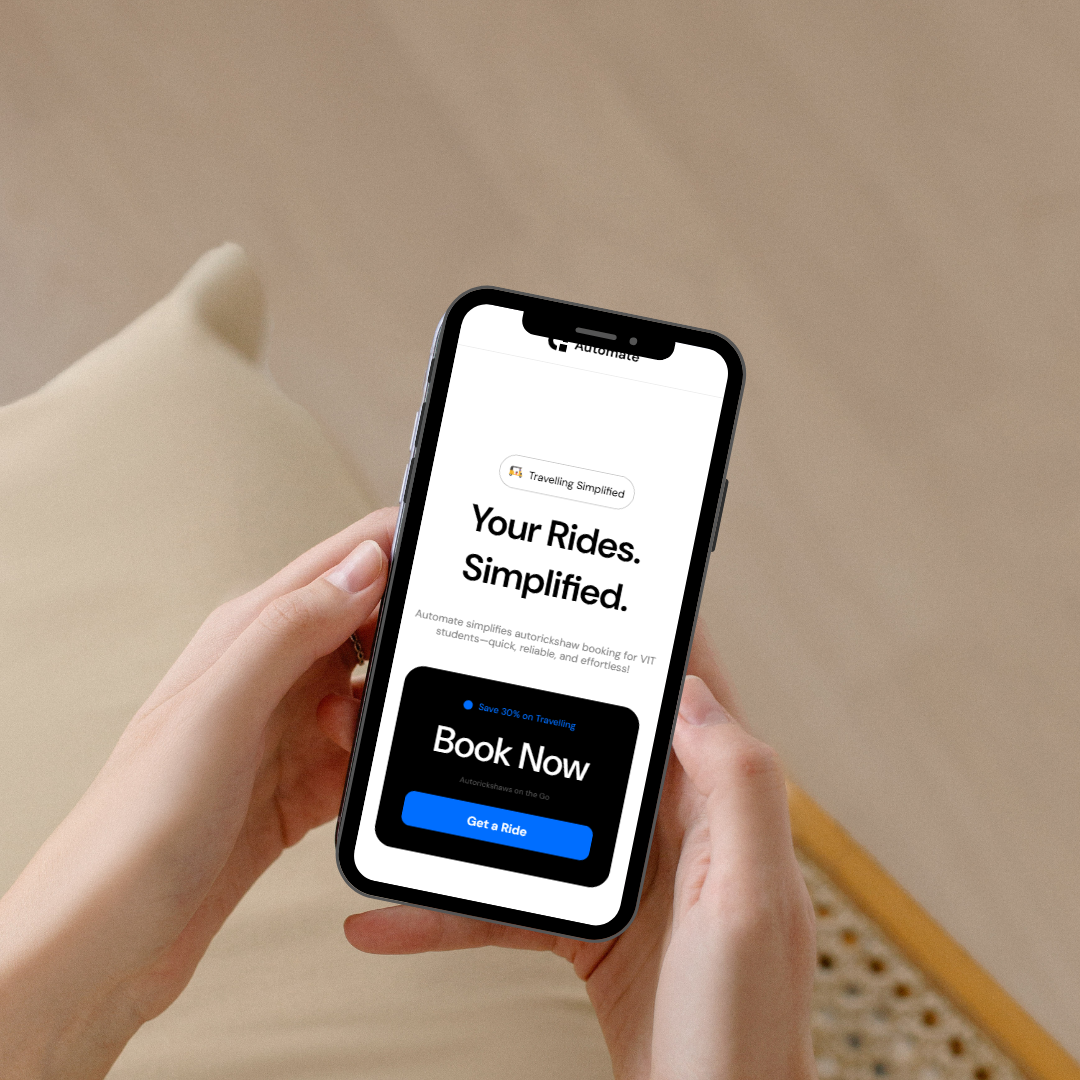 Automate
Travelling Simplified
Your Rides.
Simplified.
Automate simplifies autorickshaw booking for VIT
students—quick, reliable, and effortless!
Save 30% on Travelling
Book Now
Autorickshaws on the Go
Get a Ride